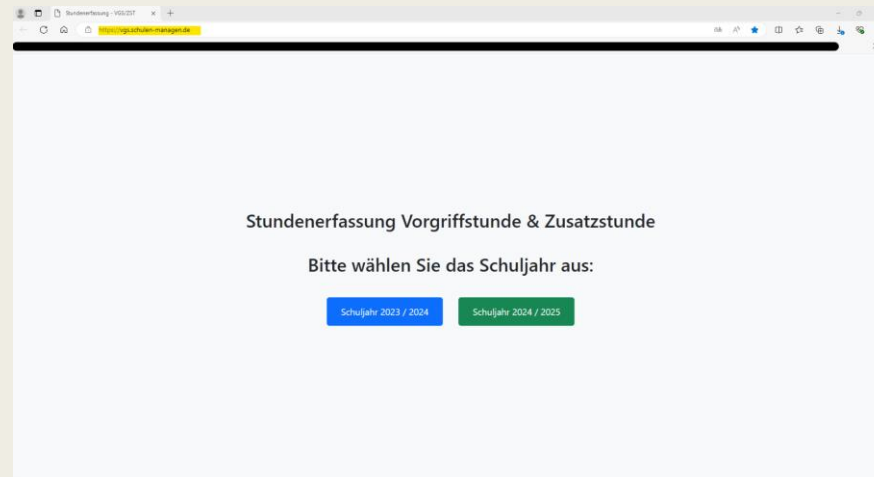 Stundenerfassung - VGS/ZST
https://vgs.schulen-managen.de
Stundenerfassung Vorgriffstunde & Zusatzstunde
Bitte wählen Sie das Schuljahr aus:
Schuljahr 2023 / 2024
Schuljahr 2024 / 2025